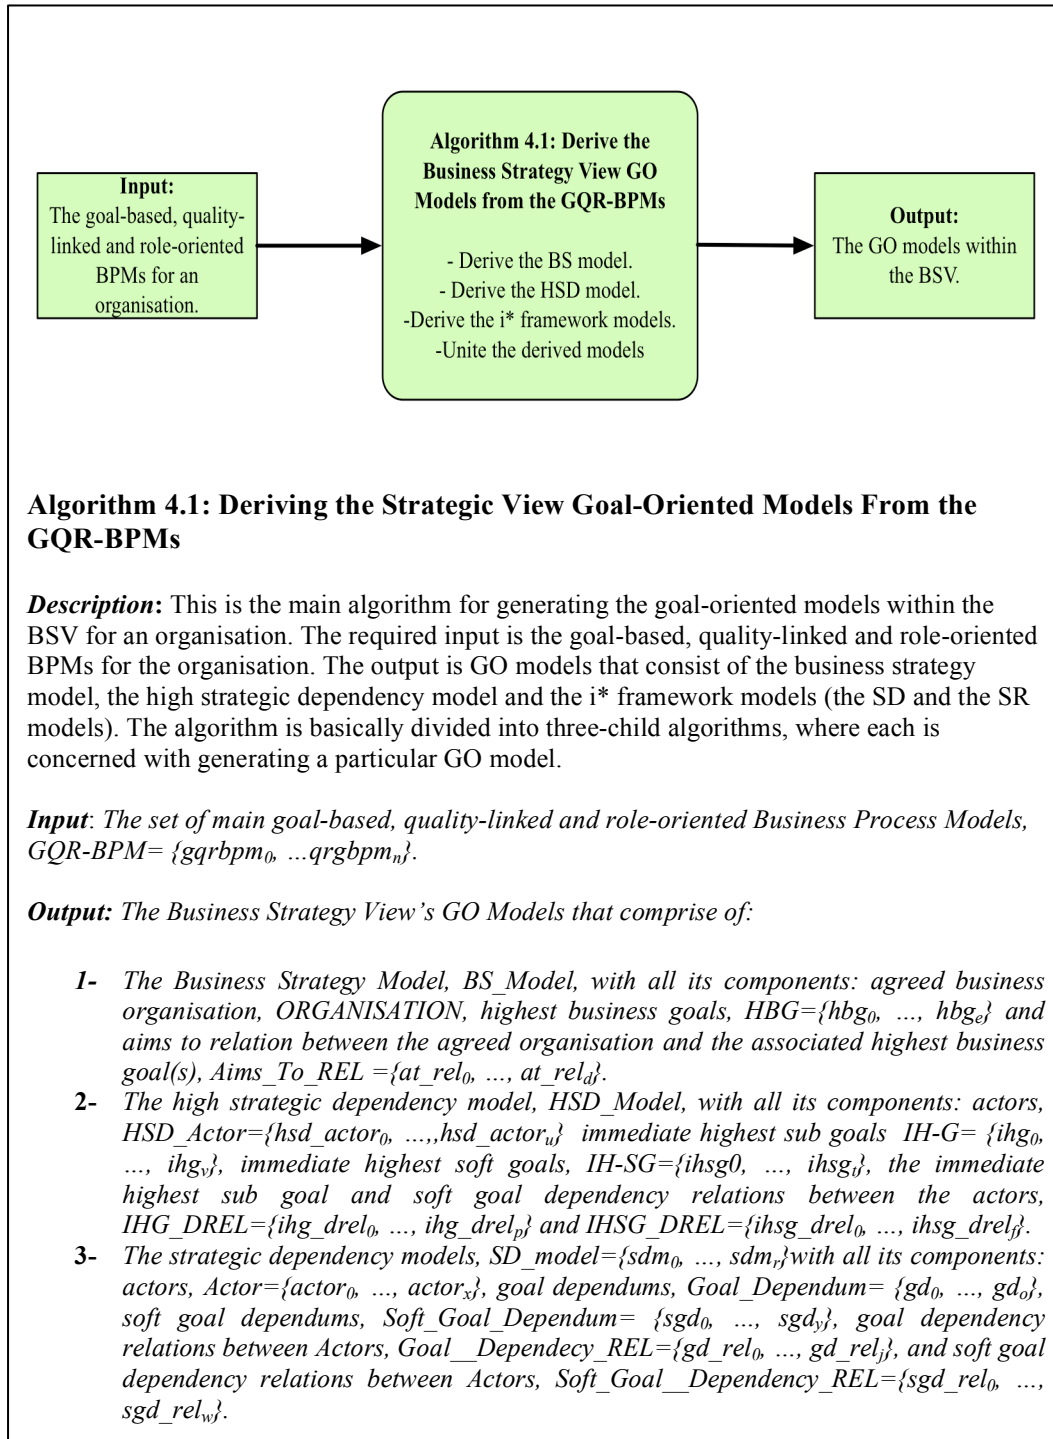 Input:
The goal-based, quality-
linked and role-oriented
BPMs for an
organisation.
Algorithm 4.1: Derive the
Business Strategy View GO
Models from the GQR-BPMs
- Derive the BS model.
- Derive the HSD model.
-Derive the i* framework models.
-Unite the derived models
Output:
The GO models within
the BSV.
Algorithm 4.1: Deriving the Strategic View Goal-Oriented Models From the
GQR-BPMs
Description: This is the main algorithm for generating the goal-oriented models within the
BSV for an organisation. The required input is the goal-based, quality-linked and role-oriented
BPMs for the organisation. The output is GO models that consist of the business strategy
model, the high strategic dependency model and the i* framework models (the SD and the SR
models). The algorithm is basically divided into three-child algorithms, where each is
concerned with generating a particular GO model.
Input: The set of main goal-based, quality-linked and role-oriented Business Process Models,
GQR-BPM= {gqrbpm0, ...qrgbpmn}.
Output: The Business Strategy View’s GO Models that comprise of:
1- The Business Strategy Model, BS_Model, with all its components: agreed business
organisation, ORGANISATION, highest business goals, HBG={hbg0, ..., hbge} and
aims to relation between the agreed organisation and the associated highest business
goal(s), Aims_To_REL ={at_rel0, ..., at_reld}.
2- The high strategic dependency model, HSD_Model, with all its components: actors,
HSD_Actor={hsd_actor0, ...,,hsd_actoru} immediate highest sub goals IH-G= {ihg0,
..., ihgv}, immediate highest soft goals, IH-SG={ihsg0, ..., ihsgt}, the immediate
highest sub goal and soft goal dependency relations between the actors,
IHG_DREL={ihg_drel0, ..., ihg_drelp} and IHSG_DREL={ihsg_drel0, ..., ihsg_drelf}.
3- The strategic dependency models, SD_model={sdm0, ..., sdmr}with all its components:
actors, Actor={actor0, ..., actorx}, goal dependums, Goal_Dependum= {gd0, ..., gdo},
soft goal dependums, Soft_Goal_Dependum= {sgd0, ..., sgdy}, goal dependency
relations between Actors, Goal__Dependecy_REL={gd_rel0, ..., gd_relj}, and soft goal
dependency relations between Actors, Soft_Goal__Dependency_REL={sgd_rel0, ...,
sgd_relw}.